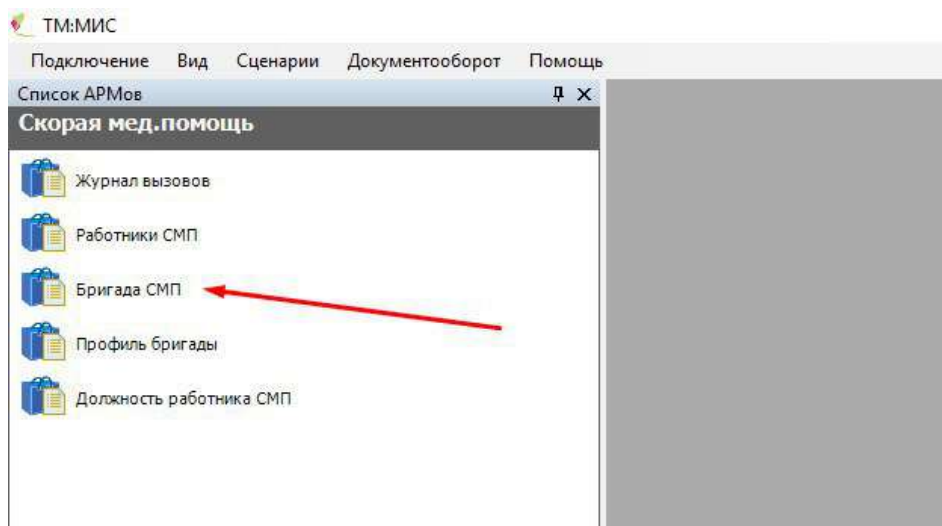 ТМ:МИС
Подключение Вид Сценарии Документооборот Помощь
Список АРМов
Скорая мед.помощь
Журнал вызовов
Работники СМП
Бригада СМП
Профиль бригады
Должность работника СМП